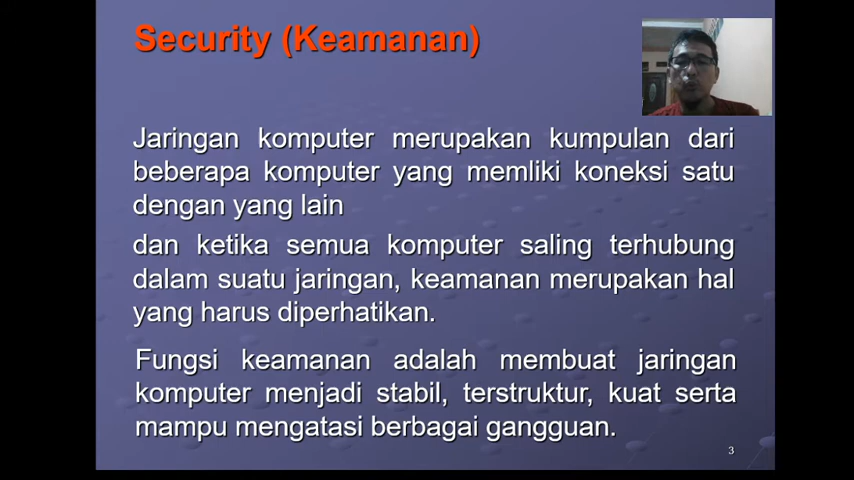 Security (Keamanan)
Jaringan komputer merupakan kumpulan dari
beberapa komputer yang memliki koneksi satu
dengan yang lain
dan ketika semua komputer saling terhubung
dalam suatu jaringan, keamanan merupakan hal
yang harus diperhatikan.
Fungsi keamanan adalah membuat jaringan
komputer menjadi stabil, terstruktur, kuat serta
mampu mengatasi berbagai gangguan.
3